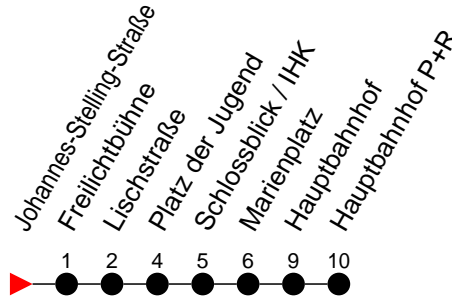 Johannes-Stelling-Straße
Freilichtbühne
Lischstraße
Platz der Jugend
Schlossblick / IHK
Marienplatz
Hauptbahnhof
Hauptbahnhof P+R
1 2 4 5 6 9 10